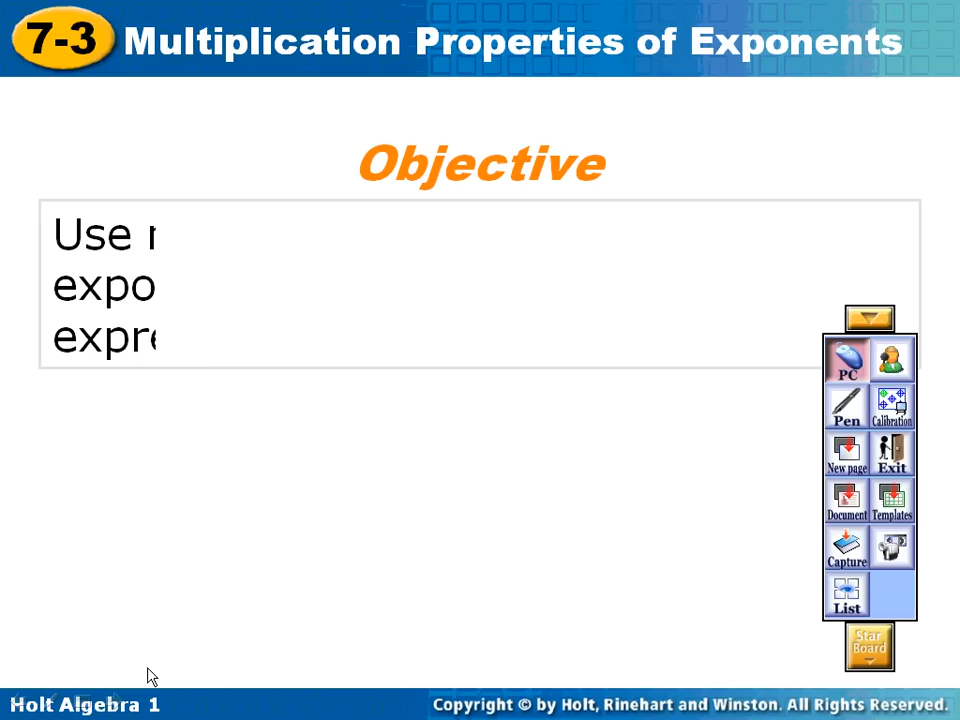 7-3 Multiplication Properties of Exponents
Objective
Use
expo
expre
PC
Pen
Calibration
New page
Exit
Document
Templates
Capture
List
Star
Board
Holt Algebra 1
Copyright © by Holt, Rinehart and Winston. All Rights Reserved.